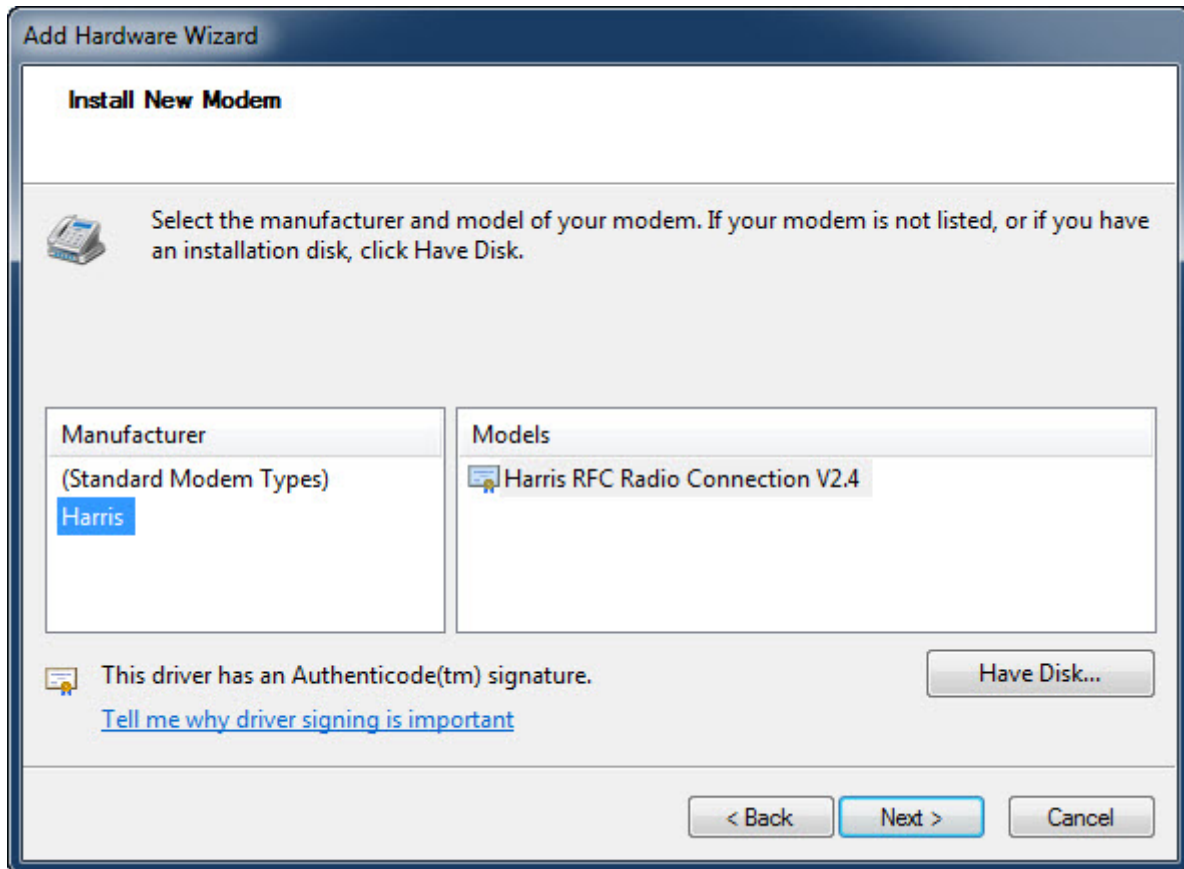 Add Hardware Wizard
Install New Modem
Select the manufacturer and model of your modem. If your modem is not listed, or if you have
an installation disk, click Have Disk.
Manufacturer
(Standard Modem Types)
Harris
Models
Harris RFC Radio Connection V2.4
This driver has an Authenticode(tm) signature.
Have Disk...
Tell me why driver signing is important
< Back
Next >
Cancel